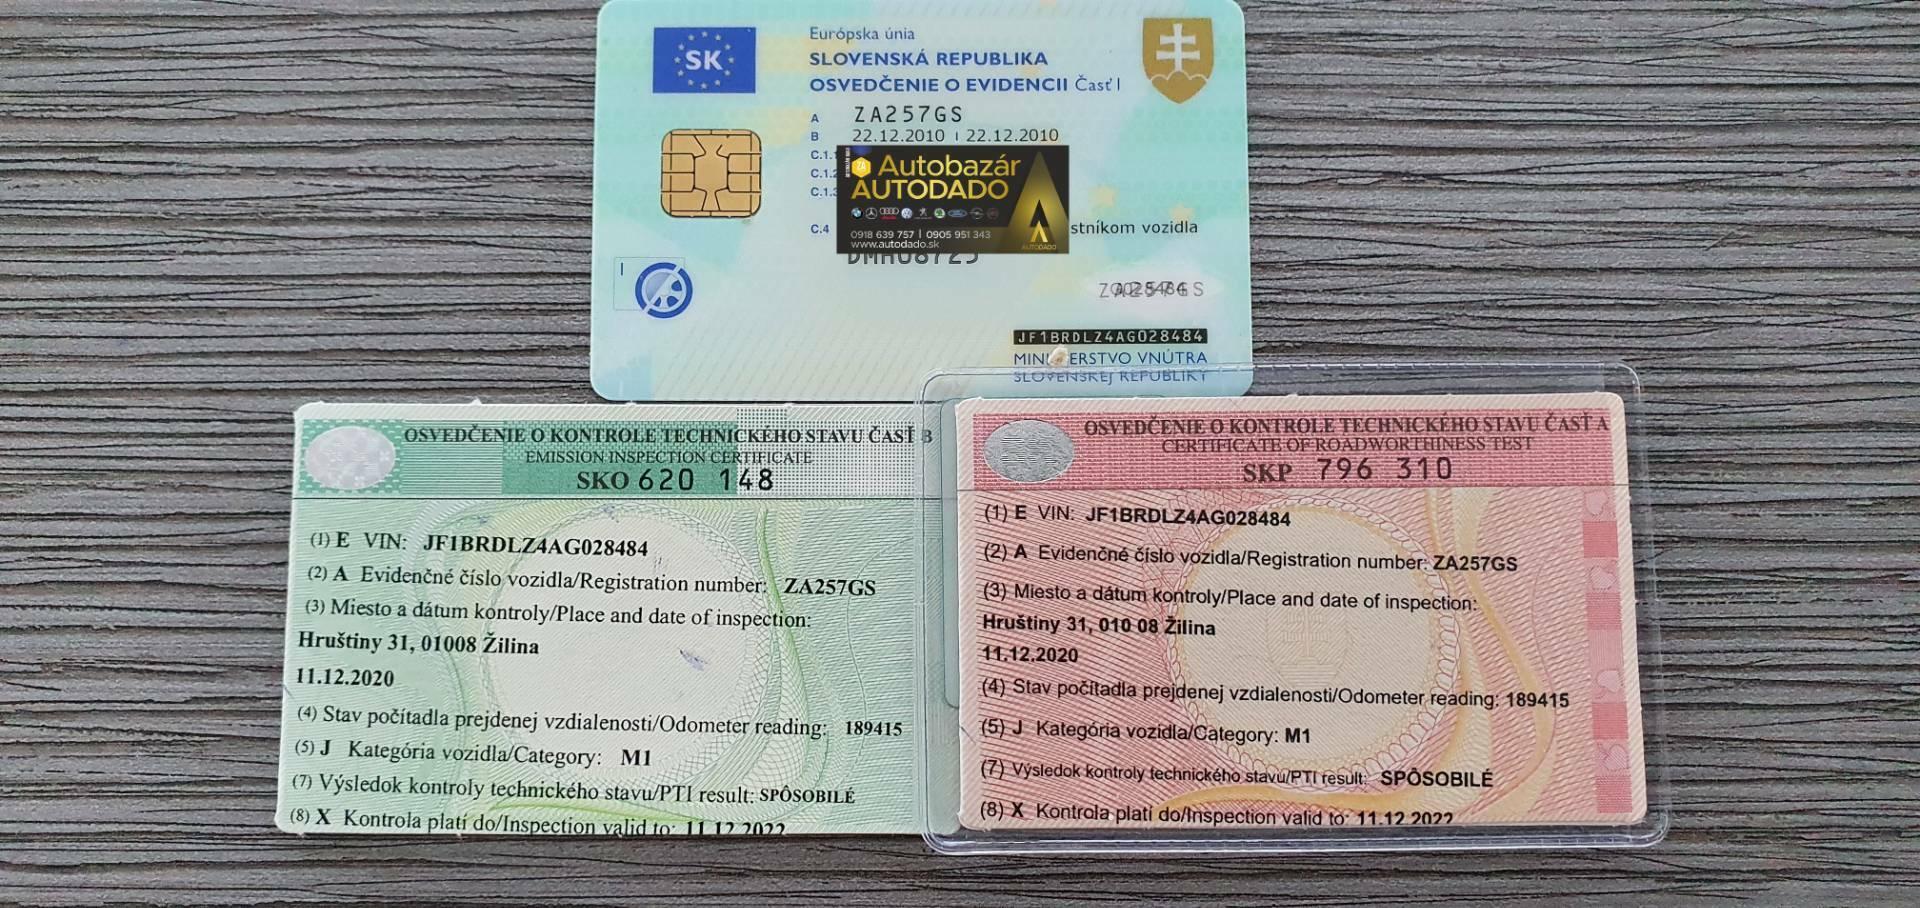 SK
Európska únia
SLOVENSKÁ REPUBLIKA
OSVEDČENIE O EVIDENCII Časť I
A ZA257GS
B 22.12.2010 I 22.12.2010
C.1.
C.1.
C.1.
ZA
Autobazár
AUTODADO
C.4 stníkom vozidla
0918 639 757 | 0905 951 343
www.autodado.sk
AUTODADO
I
ZA257GS
JF1BRDLZ4AG028484
MINISTERSTVO VNÚTRA
SLOVENSKEJ REPUBLIKY
OSVEDČENIE O KONTROLE TECHNICKÉHO STAVU ČASŤ B
EMISSION INSPECTION CERTIFICATE
SKO 620 148
(1) E VIN: JF1BRDLZ4AG028484
(2) A Evidenčné číslo vozidla/Registration number: ZA257GS
(3) Miesto a dátum kontroly/Place and date of inspection:
Hruštiny 31, 01008 Žilina
11.12.2020
(4) Stav počítadla prejdenej vzdialenosti/Odometer reading: 189415
(5) J Kategória vozidla/Category: M1
(7) Výsledok kontroly technického stavu/PTI result: SPÔSOBILÉ
(8) X Kontrola platí do/Inspection valid to: 11.12.2022
OSVEDČENIE O KONTROLE TECHNICKÉHO STAVU ČASŤ A
CERTIFICATE OF ROADWORTHINESS TEST
SKP 796 310
(1) E VIN: JF1BRDLZ4AG028484
(2) A Evidenčné číslo vozidla/Registration number: ZA257GS
(3) Miesto a dátum kontroly/Place and date of inspection:
Hruštiny 31, 010 08 Žilina
11.12.2020
(4) Stav počítadla prejdenej vzdialenosti/Odometer reading: 189415
(5) J Kategória vozidla/Category: M1
(7) Výsledok kontroly technického stavu/PTI result: SPÔSOBILÉ
(8) X Kontrola platí do/Inspection valid to: 11.12.2022